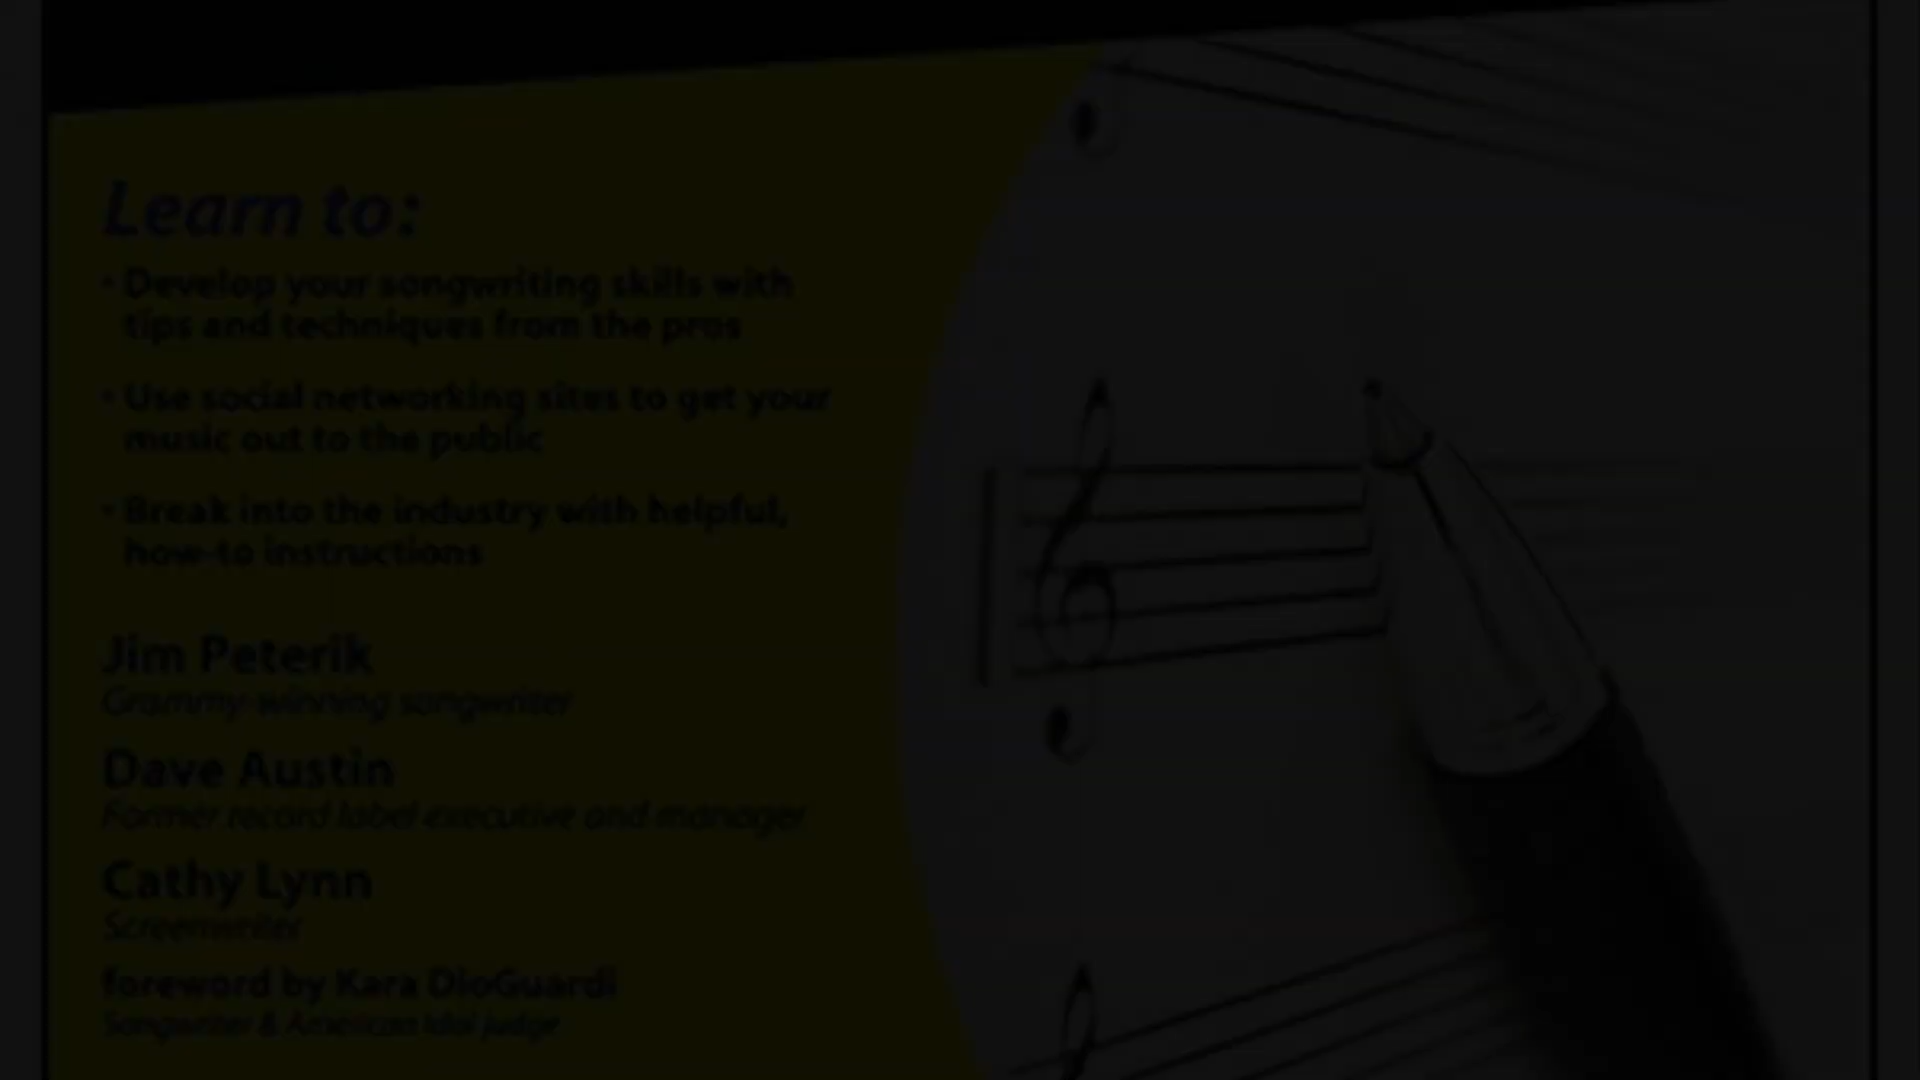 Learn to:
• Develop your songwriting skills with
tips and techniques from the pros
• Use social networking sites to get your
music out to the public
• Break into the industry with helpful,
how-to instructions
Jim Peterik
Grammy-winning songwriter
Dave Austin
Former record label executive and manager
Cathy Lynn
Screenwriter
foreword by Kara DioGuardi
Songwriter & American Idol judge